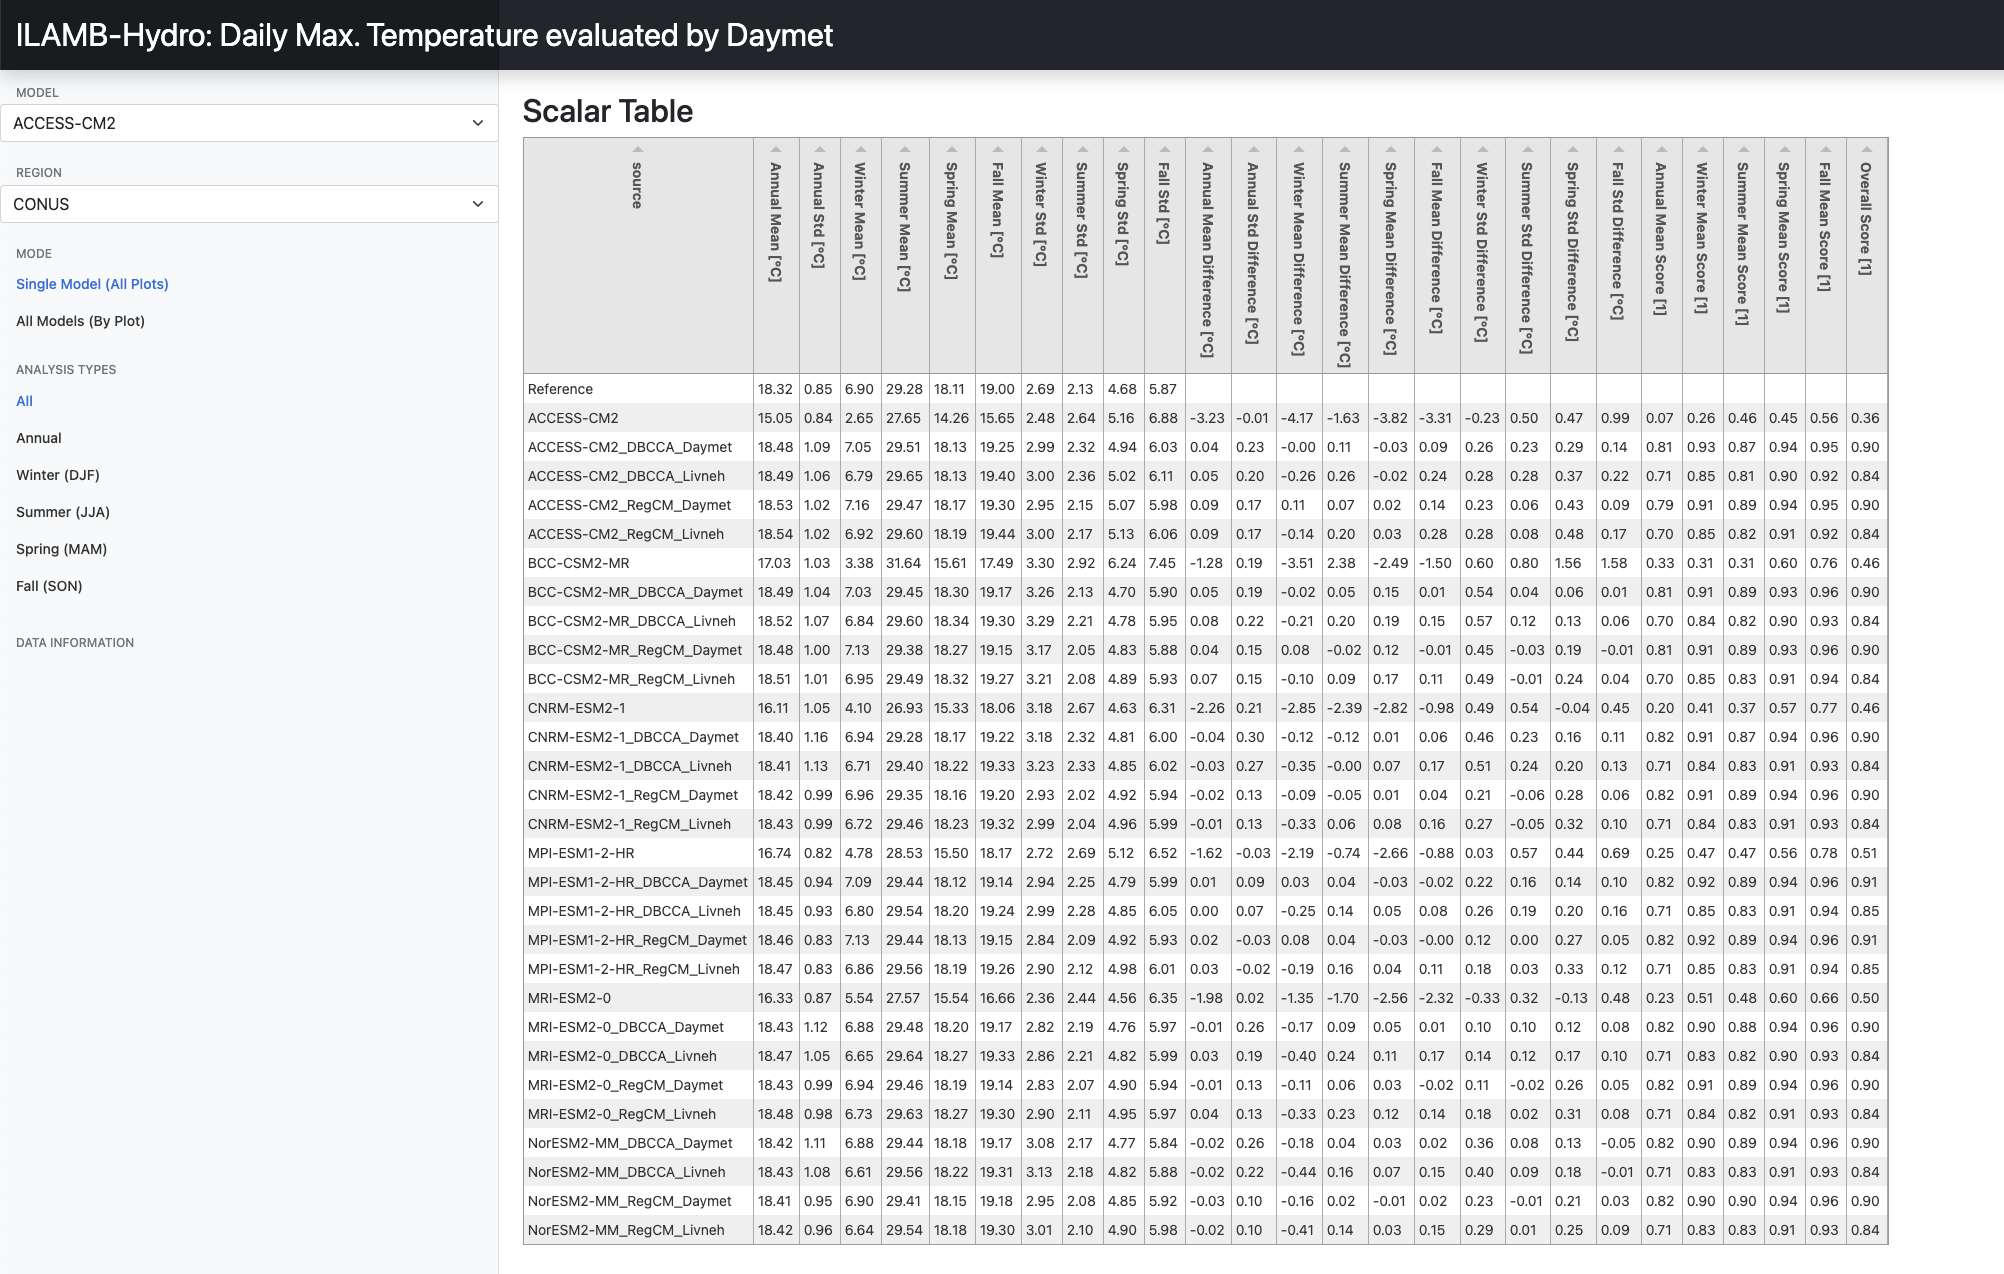 ILAMB-Hydro: Daily Max. Temperature evaluated by Daymet
MODEL
ACCESS-CM2
REGION
CONUS
MODE
Single Model (All Plots)
All Models (By Plot)
ANALYSIS TYPES
All
Annual
Winter (DJF)
Summer (JJA)
Spring (MAM)
Fall (SON)
DATA INFORMATION
Scalar Table
source Annual Mean [°C] Annual Std [°C] Winter Mean [°C] Summer Mean [°C] Spring Mean [°C] Fall Mean [°C] Winter Std [°C] Summer Std [°C] Spring Std [°C] Fall Std [°C] Annual Mean Difference [°C] Annual Std Difference [°C] Winter Mean Difference [°C] Summer Mean Difference [°C] Spring Mean Difference [°C] Fall Mean Difference [°C] Winter Std Difference [°C] Summer Std Difference [°C] Spring Std Difference [°C] Fall Std Difference [°C] Annual Mean Score [1] Winter Mean Score [1] Summer Mean Score [1] Spring Mean Score [1] Fall Mean Score [1] Overall Score [1]
Reference 18.32 0.85 6.90 29.28 18.11 19.00 2.69 2.13 4.68 5.87
ACCESS-CM2 15.05 0.84 2.65 27.65 14.26 15.65 2.48 2.64 5.16 6.88 -3.23 -0.01 -4.17 -1.63 -3.82 -3.31 -0.23 0.50 0.47 0.99 0.07 0.26 0.46 0.45 0.56 0.36
ACCESS-CM2_DBCCA_Daymet 18.48 1.09 7.05 29.51 18.13 19.25 2.99 2.32 4.94 6.03 0.04 0.23 -0.00 0.11 -0.03 0.09 0.26 0.23 0.29 0.14 0.81 0.93 0.87 0.94 0.95 0.90
ACCESS-CM2_DBCCA_Livneh 18.49 1.06 6.79 29.65 18.13 19.40 3.00 2.36 5.02 6.11 0.05 0.20 -0.26 0.26 -0.02 0.24 0.28 0.28 0.37 0.22 0.71 0.85 0.81 0.90 0.92 0.84
ACCESS-CM2_RegCM_Daymet 18.53 1.02 7.16 29.47 18.17 19.30 2.95 2.15 5.07 5.98 0.09 0.17 0.11 0.07 0.02 0.14 0.23 0.06 0.43 0.09 0.79 0.91 0.89 0.94 0.95 0.90
ACCESS-CM2_RegCM_Livneh 18.54 1.02 6.92 29.60 18.19 19.44 3.00 2.17 5.13 6.06 0.09 0.17 -0.14 0.20 0.03 0.28 0.28 0.08 0.48 0.17 0.70 0.85 0.82 0.91 0.92 0.84
BCC-CSM2-MR 17.03 1.03 3.38 31.64 15.61 17.49 3.30 2.92 6.24 7.45 -1.28 0.19 -3.51 2.38 -2.49 -1.50 0.60 0.80 1.56 1.58 0.33 0.31 0.31 0.60 0.76 0.46
BCC-CSM2-MR_DBCCA_Daymet 18.49 1.04 7.03 29.45 18.30 19.17 3.26 2.13 4.70 5.90 0.05 0.19 -0.02 0.05 0.15 0.01 0.54 0.04 0.06 0.01 0.81 0.91 0.89 0.93 0.96 0.90
BCC-CSM2-MR_DBCCA_Livneh 18.52 1.07 6.84 29.60 18.34 19.30 3.29 2.21 4.78 5.95 0.08 0.22 -0.21 0.20 0.19 0.15 0.57 0.12 0.13 0.06 0.70 0.84 0.82 0.90 0.93 0.84
BCC-CSM2-MR_RegCM_Daymet 18.48 1.00 7.13 29.38 18.27 19.15 3.17 2.05 4.83 5.88 0.04 0.15 0.08 -0.02 0.12 -0.01 0.45 -0.03 0.19 -0.01 0.81 0.91 0.89 0.93 0.96 0.90
BCC-CSM2-MR_RegCM_Livneh 18.51 1.01 6.95 29.49 18.32 19.27 3.21 2.08 4.89 5.93 0.07 0.15 -0.10 0.09 0.17 0.11 0.49 -0.01 0.24 0.04 0.70 0.85 0.83 0.91 0.94 0.84
CNRM-ESM2-1 16.11 1.05 4.10 26.93 15.33 18.06 3.18 2.67 4.63 6.31 -2.26 0.21 -2.85 -2.39 -2.82 -0.98 0.49 0.54 -0.04 0.45 0.20 0.41 0.37 0.57 0.77 0.46
CNRM-ESM2-1_DBCCA_Daymet 18.40 1.16 6.94 29.28 18.17 19.22 3.18 2.32 4.81 6.00 -0.04 0.30 -0.12 -0.12 0.01 0.06 0.46 0.23 0.16 0.11 0.82 0.91 0.87 0.94 0.96 0.90
CNRM-ESM2-1_DBCCA_Livneh 18.41 1.13 6.71 29.40 18.22 19.33 3.23 2.33 4.85 6.02 -0.03 0.27 -0.35 -0.00 0.07 0.17 0.51 0.24 0.20 0.13 0.71 0.84 0.83 0.91 0.93 0.84
CNRM-ESM2-1_RegCM_Daymet 18.42 0.99 6.96 29.35 18.16 19.20 2.93 2.02 4.92 5.94 -0.02 0.13 -0.09 -0.05 0.01 0.04 0.21 -0.06 0.28 0.06 0.82 0.91 0.89 0.94 0.96 0.90
CNRM-ESM2-1_RegCM_Livneh 18.43 0.99 6.72 29.46 18.23 19.32 2.99 2.04 4.96 5.99 -0.01 0.13 -0.33 0.06 0.08 0.16 0.27 -0.05 0.32 0.10 0.71 0.84 0.83 0.91 0.93 0.84
MPI-ESM1-2-HR 16.74 0.82 4.78 28.53 15.50 18.17 2.72 2.69 5.12 6.52 -1.62 -0.03 -2.19 -0.74 -2.66 -0.88 0.03 0.57 0.44 0.69 0.25 0.47 0.47 0.56 0.78 0.51
MPI-ESM1-2-HR_DBCCA_Daymet 18.45 0.94 7.09 29.44 18.12 19.14 2.94 2.25 4.79 5.99 0.01 0.09 0.03 0.04 -0.03 -0.02 0.22 0.16 0.14 0.10 0.82 0.92 0.89 0.94 0.96 0.91
MPI-ESM1-2-HR_DBCCA_Livneh 18.45 0.93 6.80 29.54 18.20 19.24 2.99 2.28 4.85 6.05 0.00 0.07 -0.25 0.14 0.05 0.08 0.26 0.19 0.20 0.16 0.71 0.85 0.83 0.91 0.94 0.85
MPI-ESM1-2-HR_RegCM_Daymet 18.46 0.83 7.13 29.44 18.13 19.15 2.84 2.09 4.92 5.93 0.02 -0.03 0.08 0.04 -0.03 -0.00 0.12 0.00 0.27 0.05 0.82 0.92 0.89 0.94 0.96 0.91
MPI-ESM1-2-HR_RegCM_Livneh 18.47 0.83 6.86 29.56 18.19 19.26 2.90 2.12 4.98 6.01 0.03 -0.02 -0.19 0.16 0.04 0.11 0.18 0.03 0.33 0.12 0.71 0.85 0.83 0.91 0.94 0.85
MRI-ESM2-0 16.33 0.87 5.54 27.57 15.54 16.66 2.36 2.44 4.56 6.35 -1.98 0.02 -1.35 -1.70 -2.56 -2.32 -0.33 0.32 -0.13 0.48 0.23 0.51 0.48 0.60 0.66 0.50
MRI-ESM2-0_DBCCA_Daymet 18.43 1.12 6.88 29.48 18.20 19.17 2.82 2.19 4.76 5.97 -0.01 0.26 -0.17 0.09 0.05 0.01 0.10 0.10 0.12 0.08 0.82 0.90 0.88 0.94 0.96 0.90
MRI-ESM2-0_DBCCA_Livneh 18.47 1.05 6.65 29.64 18.27 19.33 2.86 2.21 4.82 5.99 0.03 0.19 -0.40 0.24 0.11 0.17 0.14 0.12 0.17 0.10 0.71 0.83 0.82 0.90 0.93 0.84
MRI-ESM2-0_RegCM_Daymet 18.43 0.99 6.94 29.46 18.19 19.14 2.83 2.07 4.90 5.94 -0.01 0.13 -0.11 0.06 0.03 -0.02 0.11 -0.02 0.26 0.05 0.82 0.91 0.89 0.94 0.96 0.90
MRI-ESM2-0_RegCM_Livneh 18.48 0.98 6.73 29.63 18.27 19.30 2.90 2.11 4.95 5.97 0.04 0.13 -0.33 0.23 0.12 0.14 0.18 0.02 0.31 0.08 0.71 0.84 0.82 0.91 0.93 0.84
NorESM2-MM_DBCCA_Daymet 18.42 1.11 6.88 29.44 18.18 19.17 3.08 2.17 4.77 5.84 -0.02 0.26 -0.18 0.04 0.03 0.02 0.36 0.08 0.13 -0.05 0.82 0.90 0.89 0.94 0.96 0.90
NorESM2-MM_DBCCA_Livneh 18.43 1.08 6.61 29.56 18.22 19.31 3.13 2.18 4.82 5.88 -0.02 0.22 -0.44 0.16 0.07 0.15 0.40 0.09 0.18 -0.01 0.71 0.83 0.83 0.91 0.93 0.84
NorESM2-MM_RegCM_Daymet 18.41 0.95 6.90 29.41 18.15 19.18 2.95 2.08 4.85 5.92 -0.03 0.10 -0.16 0.02 -0.01 0.02 0.23 -0.01 0.21 0.03 0.82 0.90 0.90 0.94 0.96 0.90
NorESM2-MM_RegCM_Livneh 18.42 0.96 6.64 29.54 18.18 19.30 3.01 2.10 4.90 5.98 -0.02 0.10 -0.41 0.14 0.03 0.15 0.29 0.01 0.25 0.09 0.71 0.83 0.83 0.91 0.93 0.84